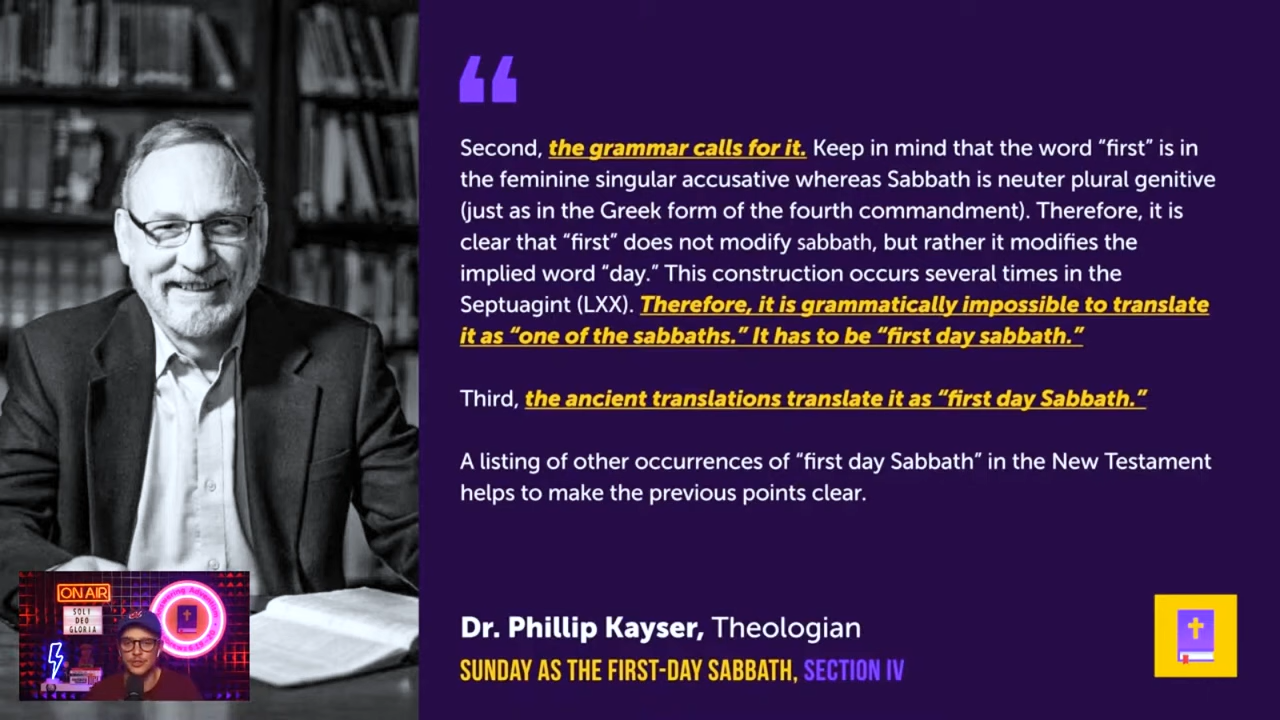 “
Second, the grammar calls for it. Keep in mind that the word “first” is in
the feminine singular accusative whereas Sabbath is neuter plural genitive
(just as in the Greek form of the fourth commandment). Therefore, it is
clear that “first” does not modify sabbath, but rather it modifies the
implied word “day.” This construction occurs several times in the
Septuagint (LXX). Therefore, it is grammatically impossible to translate
it as “one of the sabbaths.” It has to be “first day sabbath.”
Third, the ancient translations translate it as “first day Sabbath.”
A listing of other occurrences of “first day Sabbath” in the New Testament
helps to make the previous points clear.
Dr. Phillip Kayser, Theologian
SUNDAY AS THE FIRST-DAY SABBATH, SECTION IV
ON AIR
SOLI
DEO
GLORIA